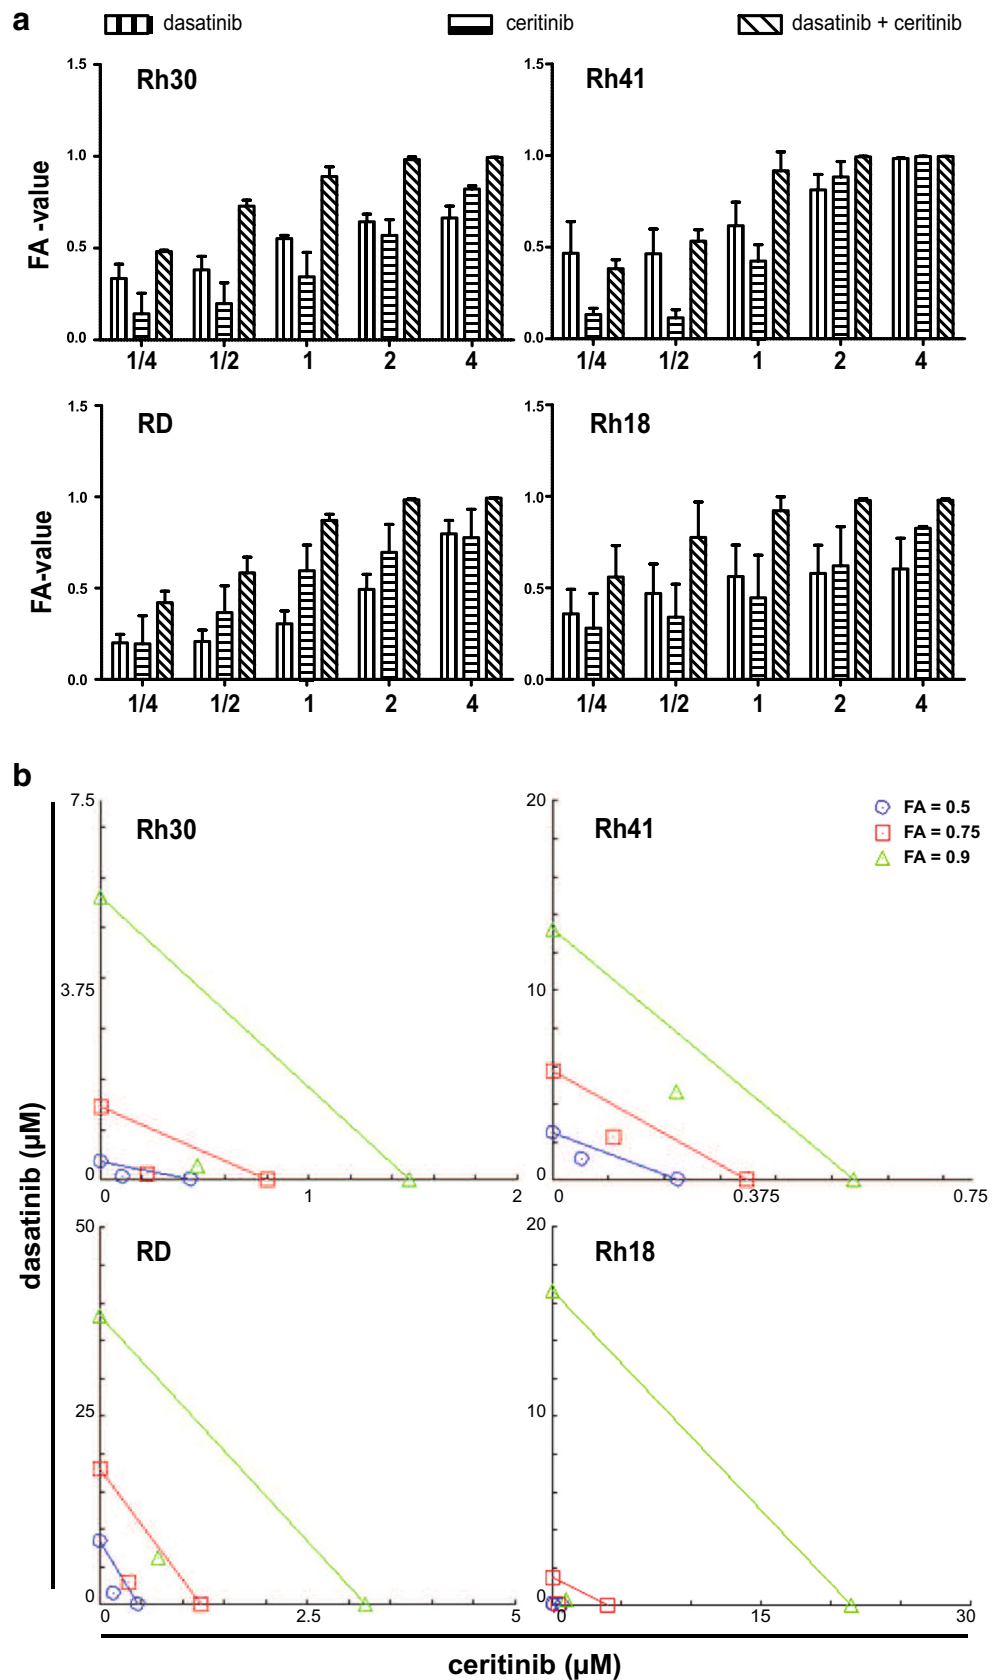 a
dasatinib
ceritinib
dasatinib + ceritinib
Rh30
Rh41
FA -value
1.5
1.0
0.5
0.0
1/4 1/2 1 2 4
1.5
1.0
0.5
0.0
1/4 1/2 1 2 4
RD
Rh18
FA-value
1.5
1.0
0.5
0.0
1/4 1/2 1 2 4
1.5
1.0
0.5
0.0
1/4 1/2 1 2 4
b
dasatinib (µM)
Rh30
7.5
3.75
0
0 1 2
Rh41
20
10
0
0 0.375 0.75
FA = 0.5
FA = 0.75
FA = 0.9
RD
50
25
0
0 2.5 5
Rh18
20
10
0
0 15 30
ceritinib (µM)